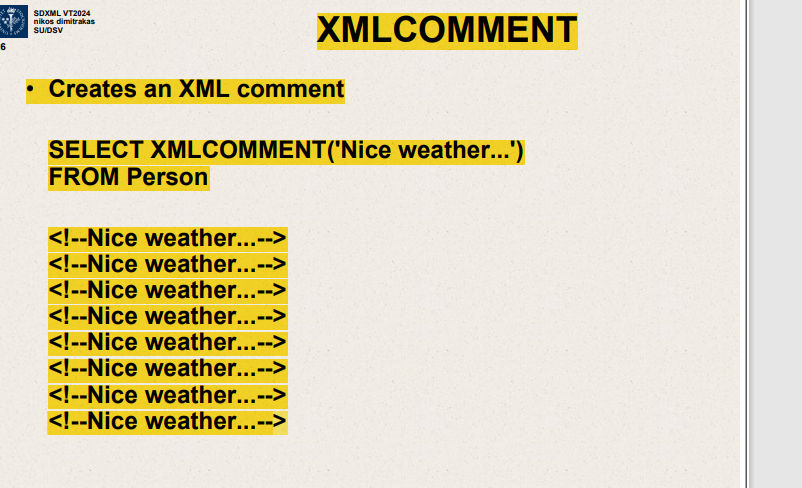 SDXML VT2024
nikos dimitrakas
SU/DSV
6
XMLCOMMENT
• Creates an XML comment
SELECT XMLCOMMENT('Nice weather...')
FROM Person
<!--Nice weather...-->
<!--Nice weather...-->
<!--Nice weather...-->
<!--Nice weather...-->
<!--Nice weather...-->
<!--Nice weather...-->
<!--Nice weather...-->
<!--Nice weather...-->